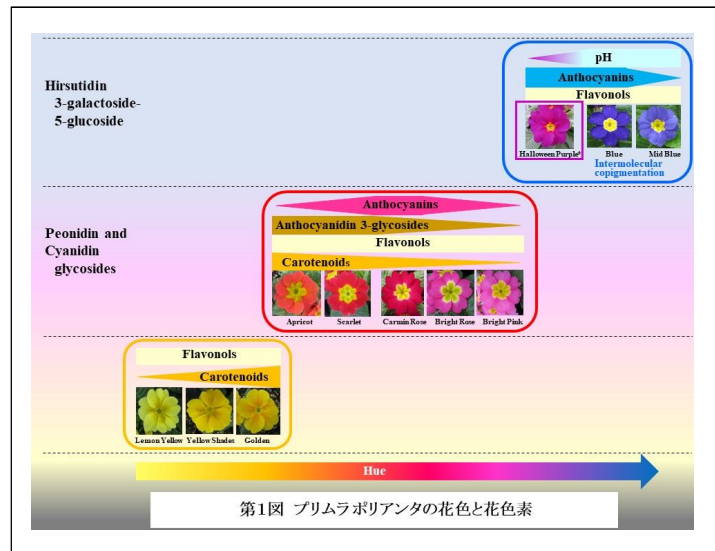 Hirsutidin
3-galactoside-
5-glucoside
pH
Anthocyanins
Flavonols
Halloween Purple*
Blue
Mid Blue
Intermolecular
copigmentation
Peonidin and
Cyanidin
glycosides
Anthocyanins
Anthocyanidin 3-glycosides
Flavonols
Carotenoids
Apricot
Scarlet
Carmin Rose
Bright Rose
Bright Pink
Flavonols
Carotenoids
Lemon Yellow
Yellow Shades
Golden
Hue
第1図 プリムラポリアンタの花色と花色素